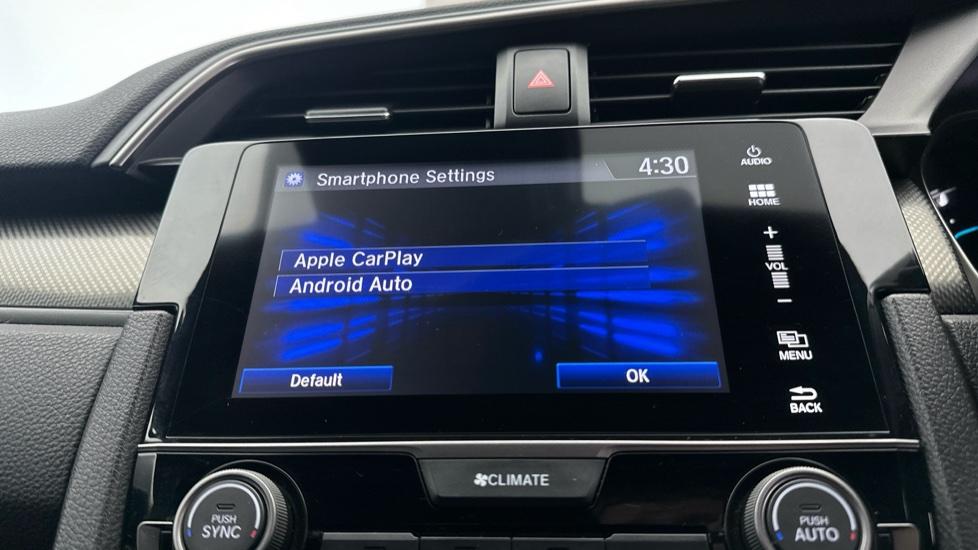 Smartphone Settings
4:30
Apple CarPlay
Android Auto
Default
OK
AUDIO
HOME
+
VOL
−
MENU
BACK
CLIMATE
PUSH
SYNC
PUSH
AUTO